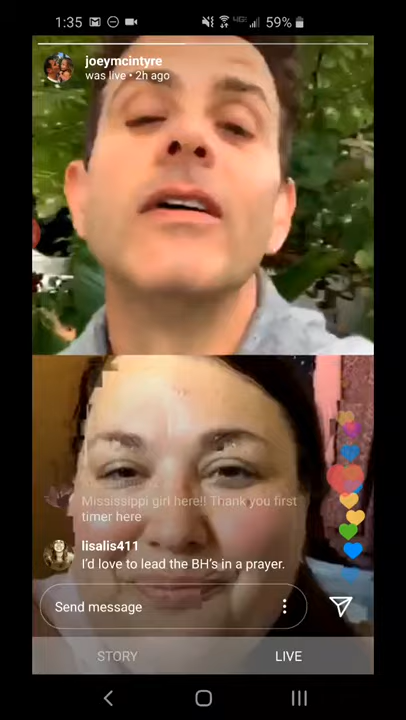 1:35
59%
joeymcintyre
was live • 2h ago
Mississippi girl here!! Thank you first
timer here
lisalis411
I'd love to lead the BH's in a prayer.
Send message
STORY
LIVE